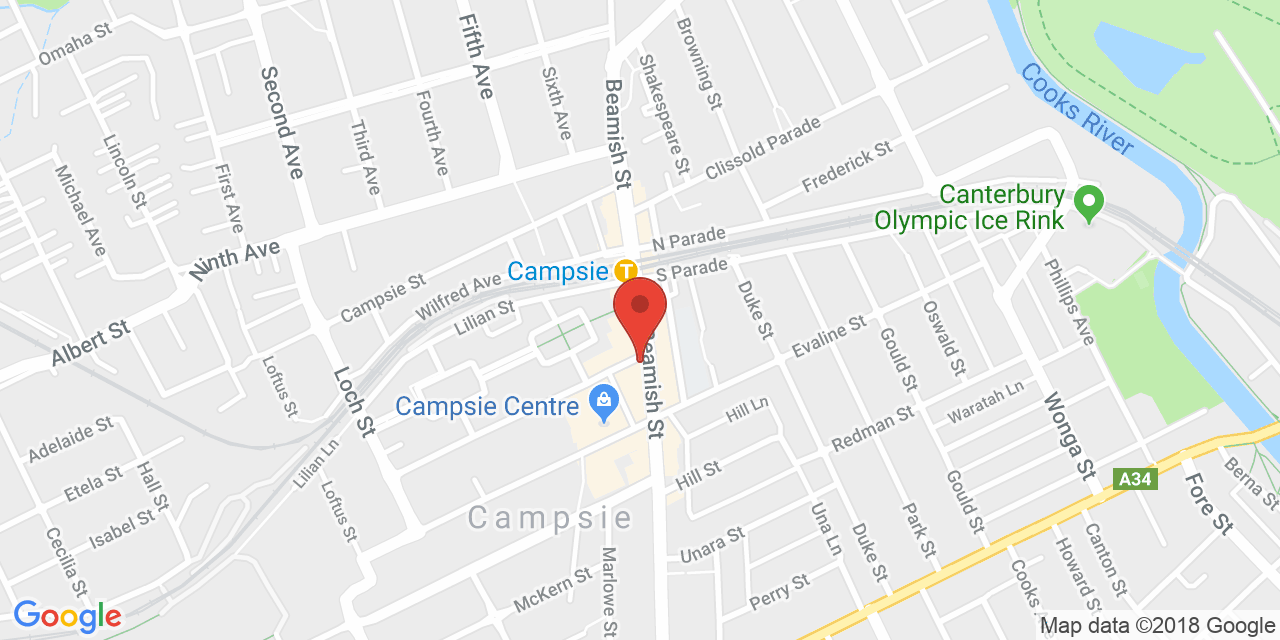 Omaha St
Second Ave
Fifth Ave
Sixth Ave
Fourth Ave
Third Ave
First Ave
Lincoln St
Michael Ave
Ninth Ave
Beamish St
Shakespeare St
Browning St
Clissold Parade
Frederick St
Cooks River
Canterbury
Olympic Ice Rink
N Parade
S Parade
Campsie
T
Campsie St
Wilfred Ave
Lilian St
Albert St
Loftus St
Loch St
Duke St
Evaline St
Gould St
Oswald St
Phillips Ave
Beamish St
Campsie Centre
Hill Ln
Redman St
Waratah Ln
Wonga St
Adelaide St
Etela St
Hall St
Isabel St
Cecilia St
Lilian Ln
Loftus St
Hill St
Campsie
A34
Fore St
Berna St
Unara St
Una Ln
Duke St
Park St
Gould St
Canton St
Howard St
Cooks
McKern St
Marlowe St
Perry St
Google
Map data ©2018 Google